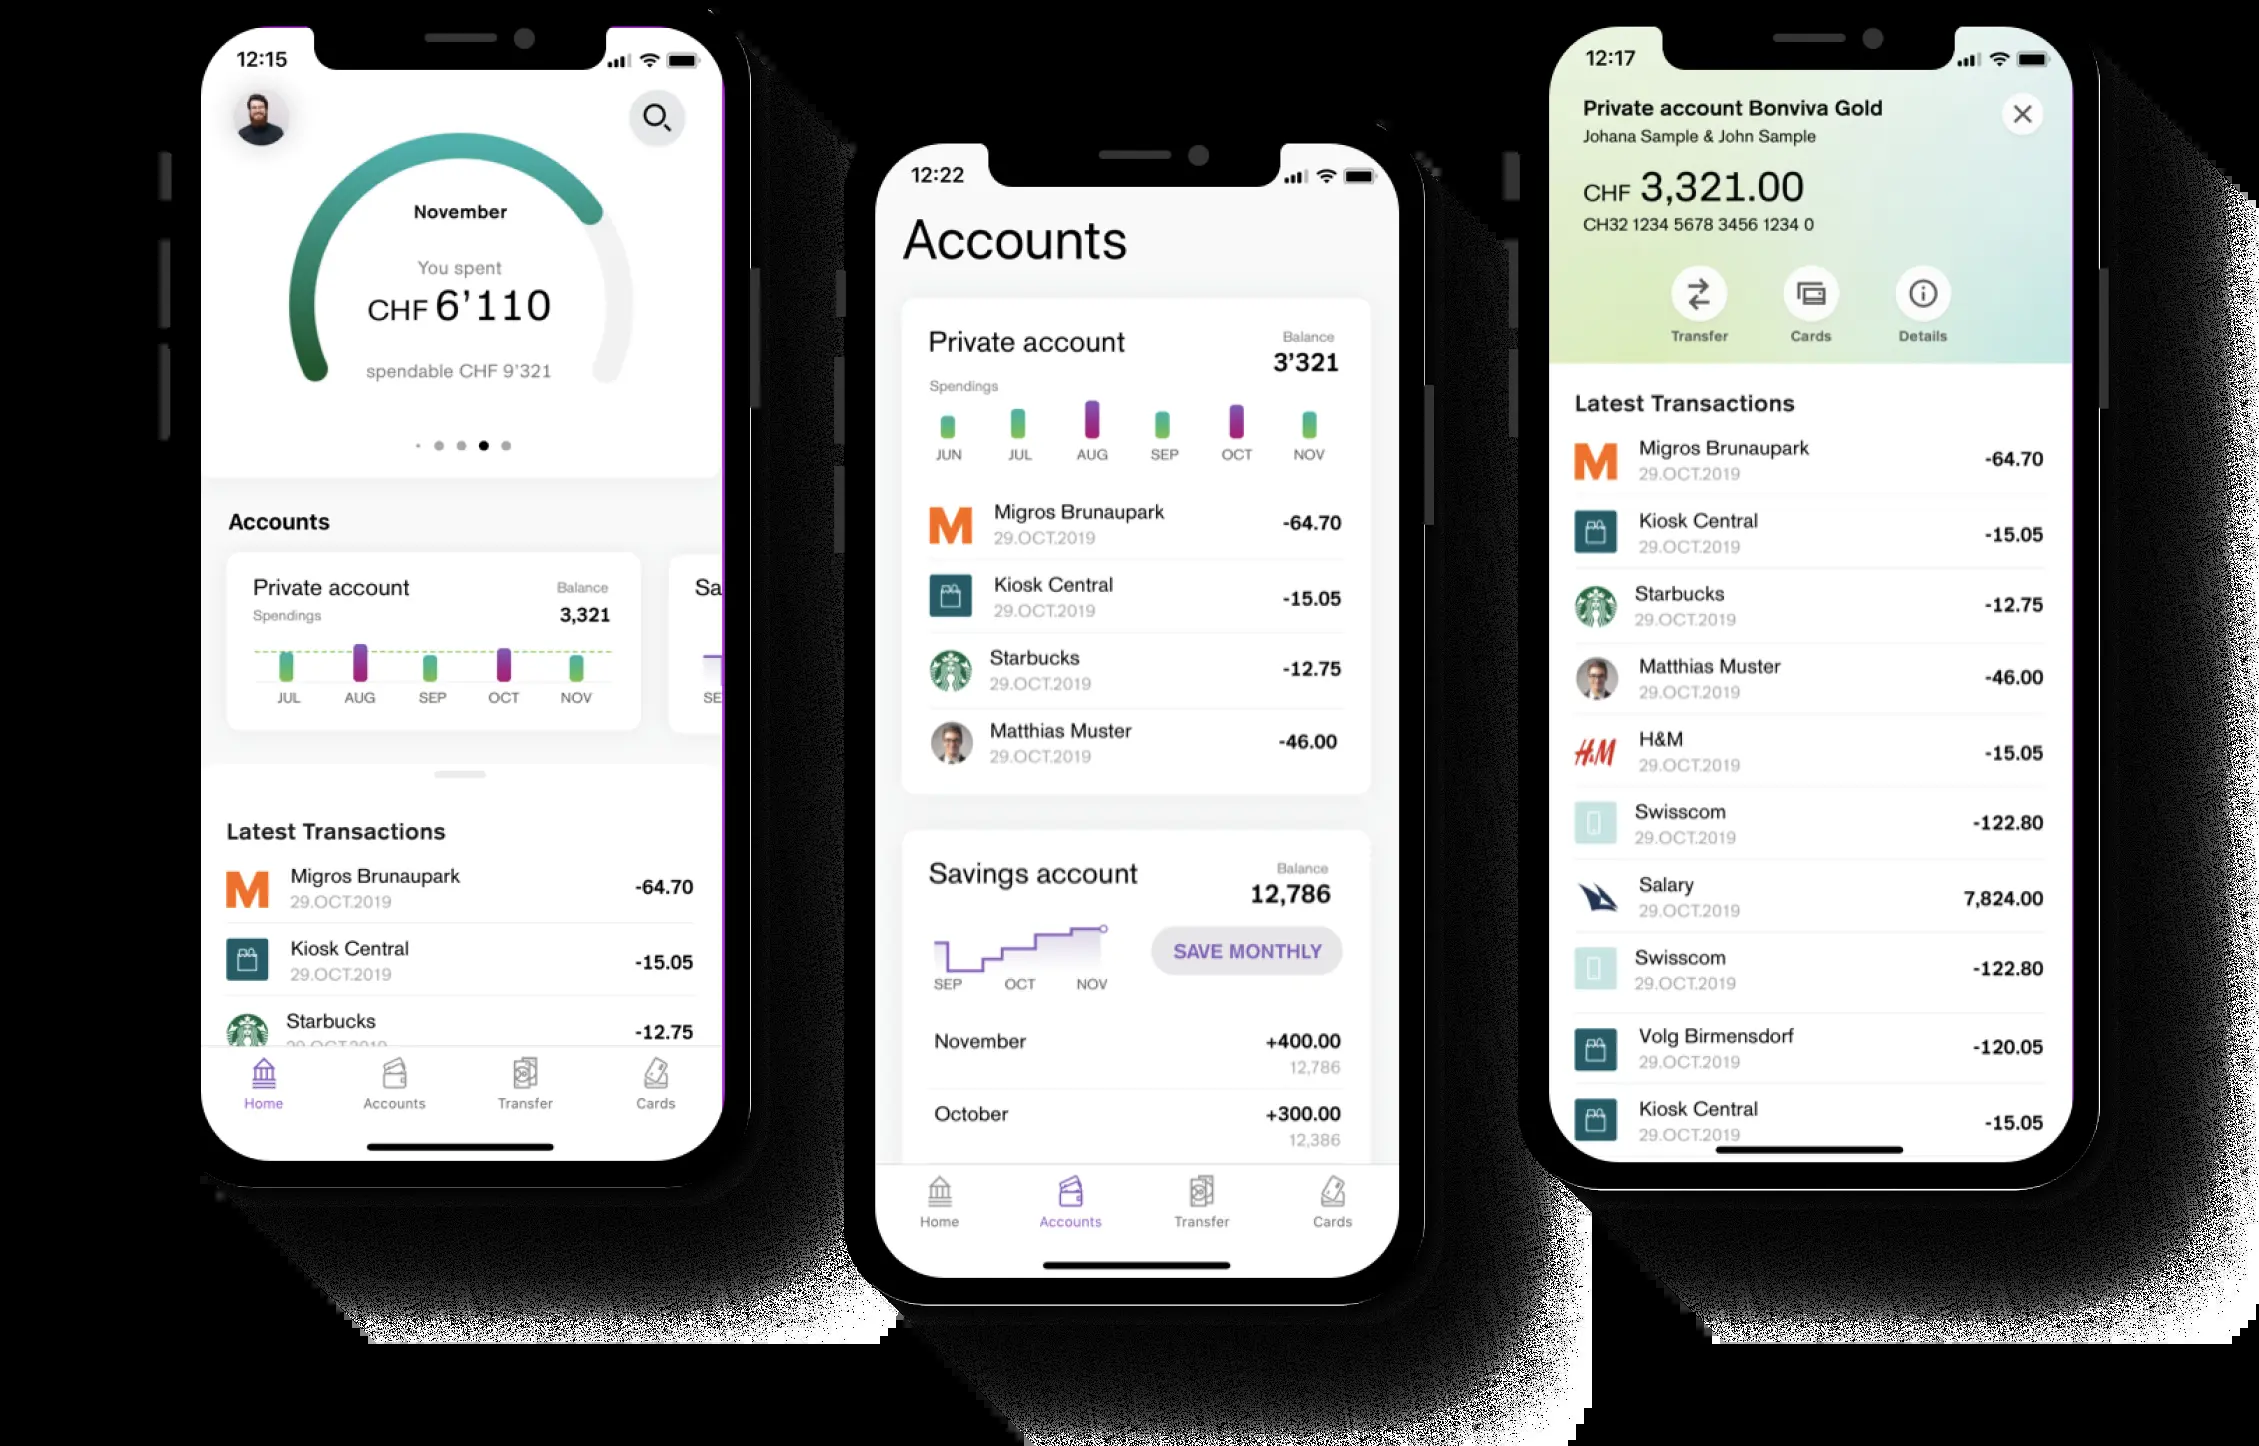 12:15
November
You spent
CHF 6’110
spendable CHF 9’321
Accounts
Private account
Balance
Spendings
3,321
JUL AUG SEP OCT NOV
Sa
SE
Latest Transactions
M
Migros Brunaupark
-64.70
29.OCT.2019
Kiosk Central
-15.05
29.OCT.2019
Starbucks
-12.75
29.OCT.2019
Home Accounts Transfer Cards
12:22
Accounts
Private account
Balance
3’321
Spendings
JUN JUL AUG SEP OCT NOV
M
Migros Brunaupark
-64.70
29.OCT.2019
Kiosk Central
-15.05
29.OCT.2019
Starbucks
-12.75
29.OCT.2019
Matthias Muster
-46.00
29.OCT.2019
Savings account
Balance
12,786
SAVE MONTHLY
SEP OCT NOV
November
+400.00
12,786
October
+300.00
12,386
Home Accounts Transfer Cards
12:17
Private account Bonviva Gold
Johana Sample & John Sample
CHF 3,321.00
CH32 1234 5678 3456 1234 0
Transfer Cards Details
Latest Transactions
M
Migros Brunaupark
-64.70
29.OCT.2019
Kiosk Central
-15.05
29.OCT.2019
Starbucks
-12.75
29.OCT.2019
Matthias Muster
-46.00
29.OCT.2019
H&M
H&M
-15.05
29.OCT.2019
Swisscom
-122.80
29.OCT.2019
Salary
7,824.00
29.OCT.2019
Swisscom
-122.80
29.OCT.2019
Volg Birmensdorf
-120.05
29.OCT.2019
Kiosk Central
-15.05
29.OCT.2019